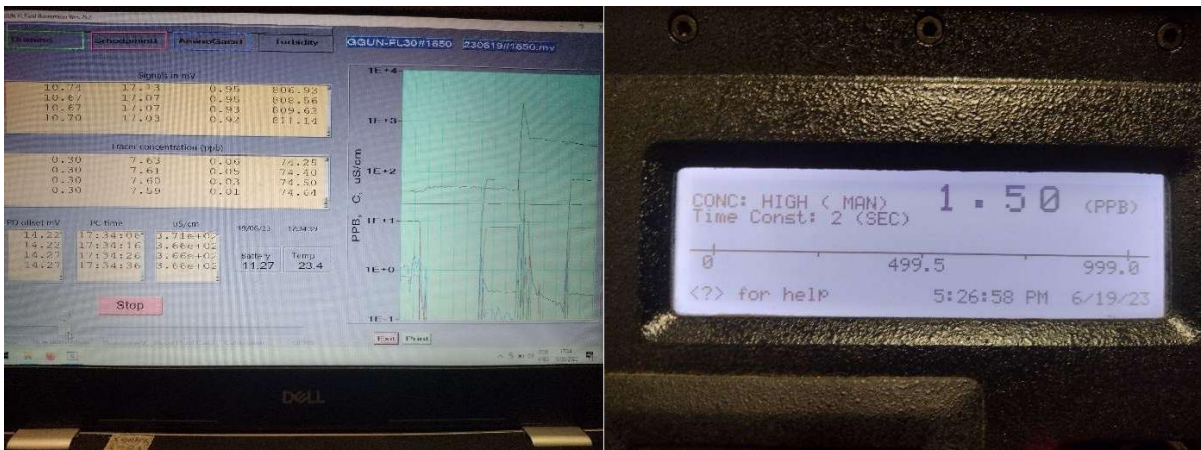 Turbidity
GGUN-FL30#1650 230619#1650.mv
Signals in mV
10.74 17.13 0.95 806.93
10.67 17.07 0.95 808.56
10.67 17.07 0.93 809.63
10.70 17.03 0.92 811.14
Tracer concentration (ppb)
0.30 7.63 0.06 74.25
0.30 7.61 0.05 74.40
0.30 7.60 0.03 74.50
0.30 7.59 0.01 74.64
PD offset mV PC time uS/cm
14.22 17:34:06 3.71e+02
14.22 17:34:16 3.66e+02
14.27 17:34:26 3.66e+02
14.27 17:34:36 3.66e+02
19/06/23
Battery Temp
11.27 23.4
Stop
PPB, C, uS/cm
1E+4
1E+3
1E+2
1E+1
1E+0
1E-1
Exit Print
DELL
CONC: HIGH ( MAN) 1.50 (PPB)
Time Const: 2 (SEC)
0 499.5 999.0
<?> for help 5:26:58 PM 6/19/23